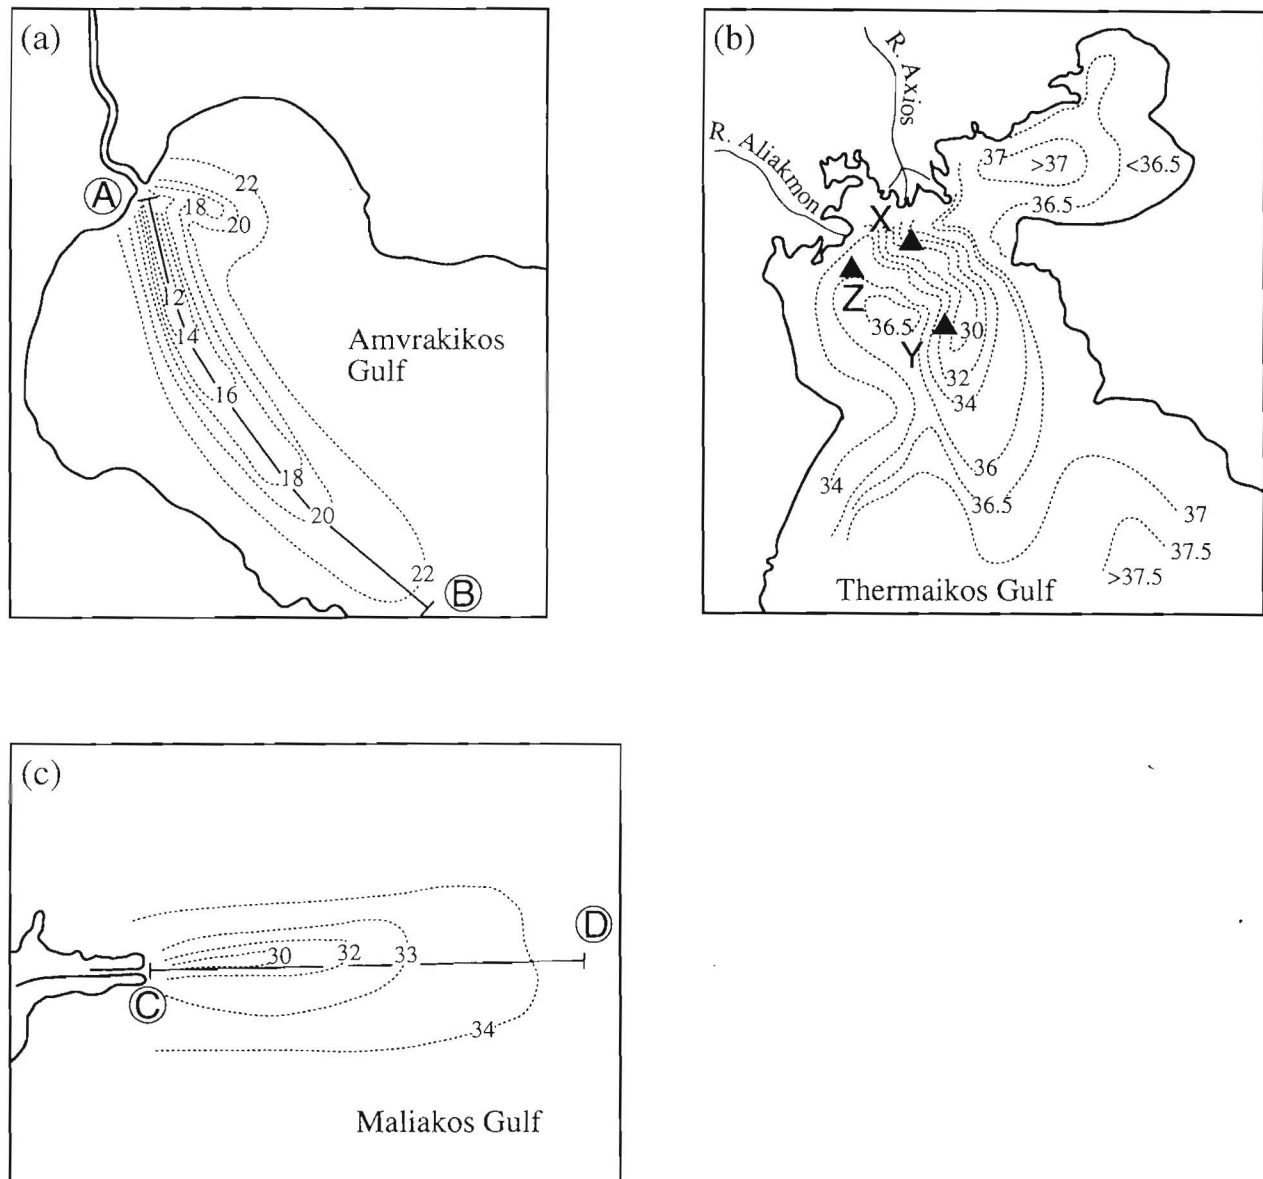 (a)
A
22
18
20
12
14
16
18
20
22
B
Amvrakikos
Gulf
(b)
R. Axios
R. Aliakmon
37
>37
<36.5
36.5
X
Z
36.5
30
Y
32
34
36
34
36.5
37
37.5
>37.5
Thermaikos Gulf
(c)
D
30
32
33
C
34
Maliakos Gulf